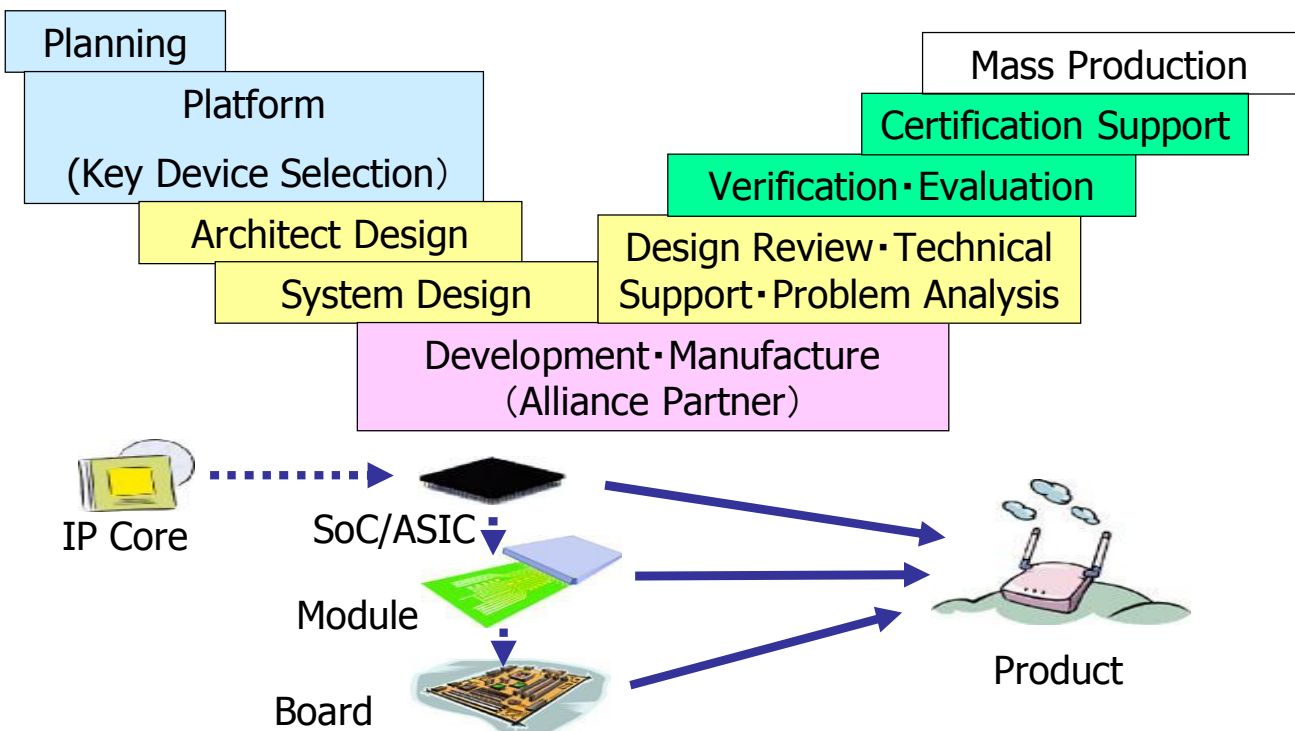 Planning
Platform
(Key Device Selection）
Architect Design
System Design
Development･Manufacture
（Alliance Partner）
Design Review･Technical
Support･Problem Analysis
Verification･Evaluation
Certification Support
Mass Production
IP Core
SoC/ASIC
Module
Board
Product